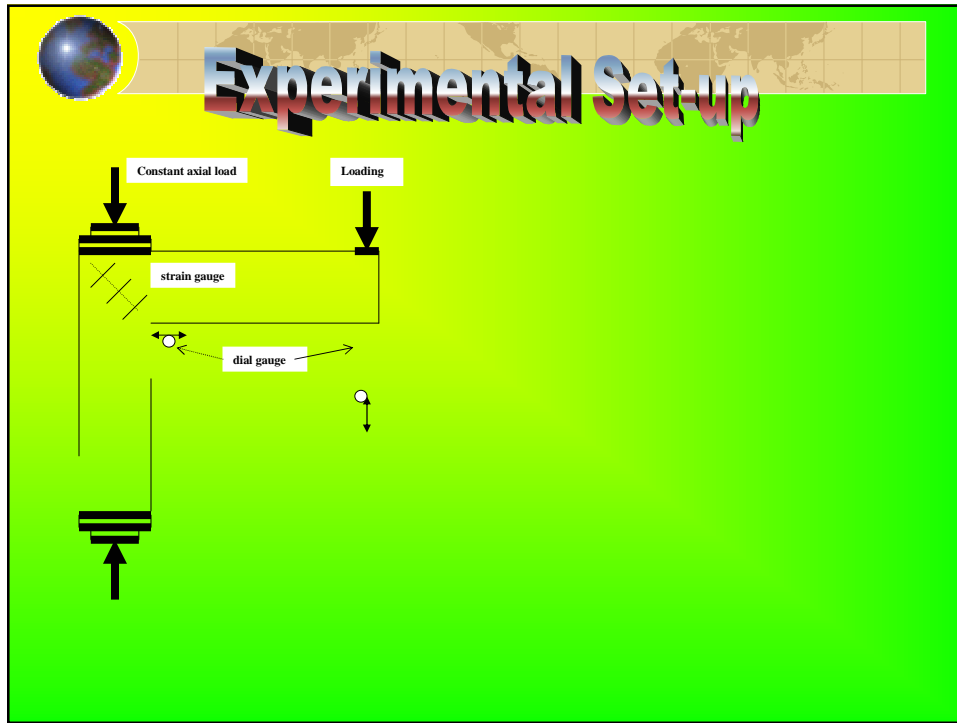 Experimental Set-up
Constant axial load
Loading
strain gauge
dial gauge